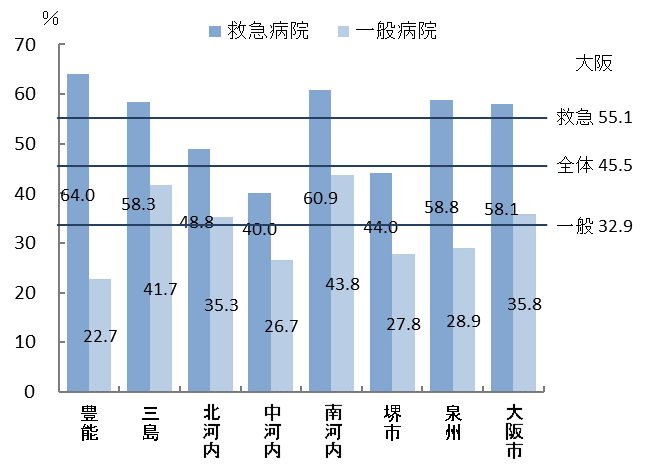 %
救急病院 一般病院
70
60
50
40
30
20
10
0
大阪
救急 55.1
全体 45.5
一般 32.9
64.0 58.3 48.8 40.0 60.9 44.0 58.8 58.1
22.7 41.7 35.3 26.7 43.8 27.8 28.9 35.8
豊能 三島 北河内 中河内 南河内 堺市 泉州 大阪市